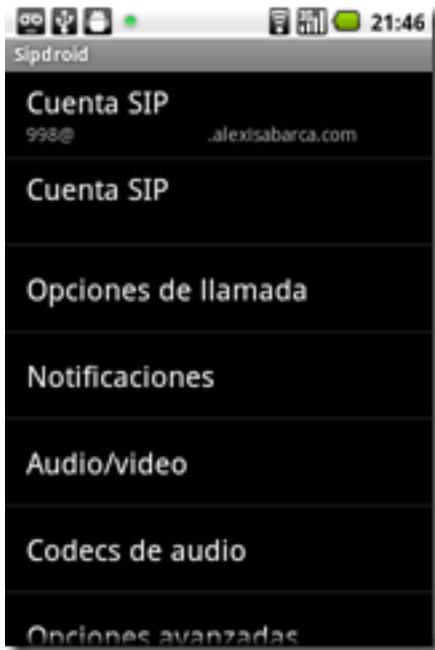 21:46
Sipdroid
Cuenta SIP
998@ .alexisabarca.com
Cuenta SIP
Opciones de llamada
Notificaciones
Audio/video
Codecs de audio
Opciones avanzadas